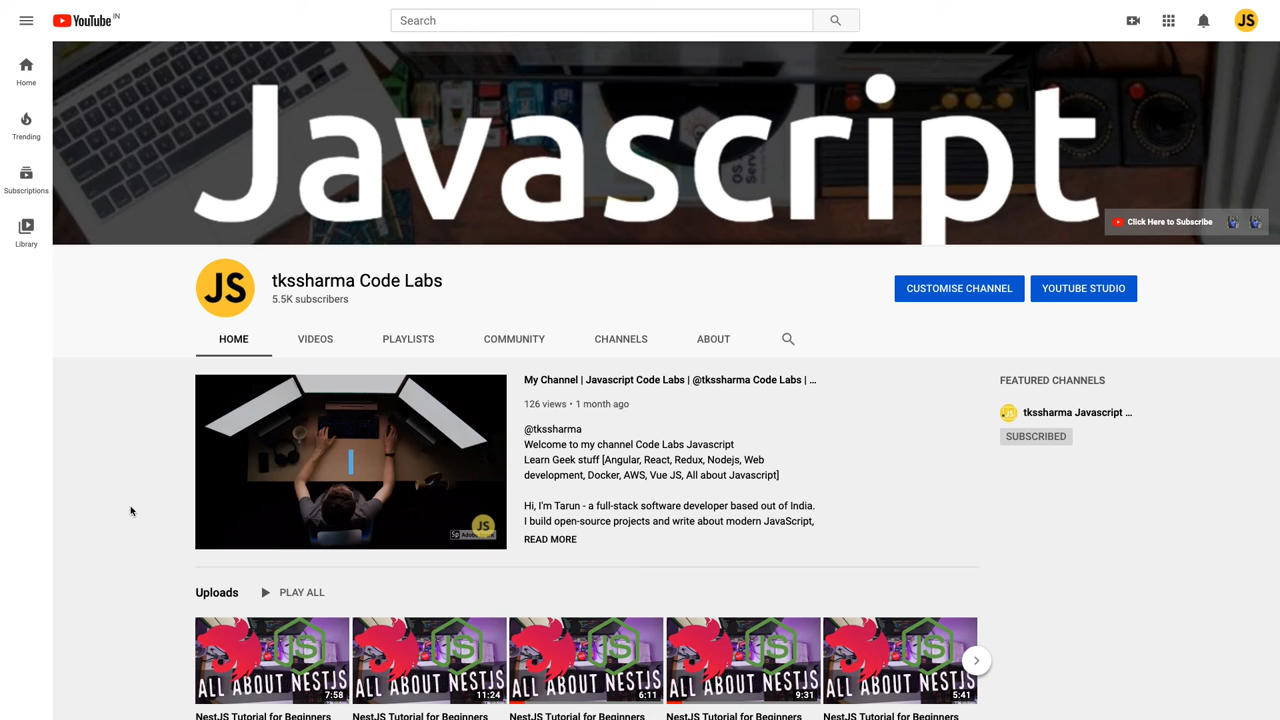 YouTube IN
Search
JS
Home
Trending
Subscriptions
Library
Javascript
Click Here to Subscribe
JS
tkssharma Code Labs
5.5K subscribers
CUSTOMISE CHANNEL
YOUTUBE STUDIO
HOME
VIDEOS
PLAYLISTS
COMMUNITY
CHANNELS
ABOUT
My Channel | Javascript Code Labs | @tkssharma Code Labs | ...
126 views • 1 month ago
@tkssharma
Welcome to my channel Code Labs Javascript
Learn Geek stuff [Angular, React, Redux, Nodejs, Web
development, Docker, AWS, Vue JS, All about Javascript]
Hi, I'm Tarun - a full-stack software developer based out of India.
I build open-source projects and write about modern JavaScript,
READ MORE
JS
FEATURED CHANNELS
tkssharma Javascript ...
SUBSCRIBED
Uploads
PLAY ALL
JS
ALL ABOUT NESTJS
7:58
JS
ALL ABOUT NESTJS
11:24
JS
ALL ABOUT NESTJS
6:11
JS
ALL ABOUT NESTJS
9:31
JS
ALL ABOUT NESTJS
5:41
NestJS Tutorial for Beginners
NestJS Tutorial for Beginners
NestJS Tutorial for Beginners
NestJS Tutorial for Beginners
NestJS Tutorial for Beginners